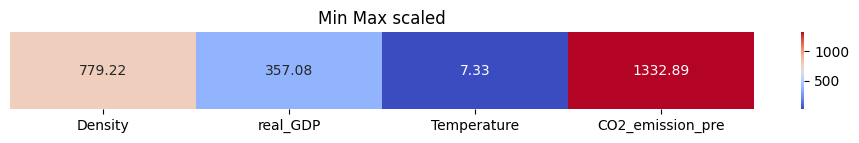 Min Max scaled
779.22 357.08 7.33 1332.89
1000
500
Density real_GDP Temperature CO2_emission_pre